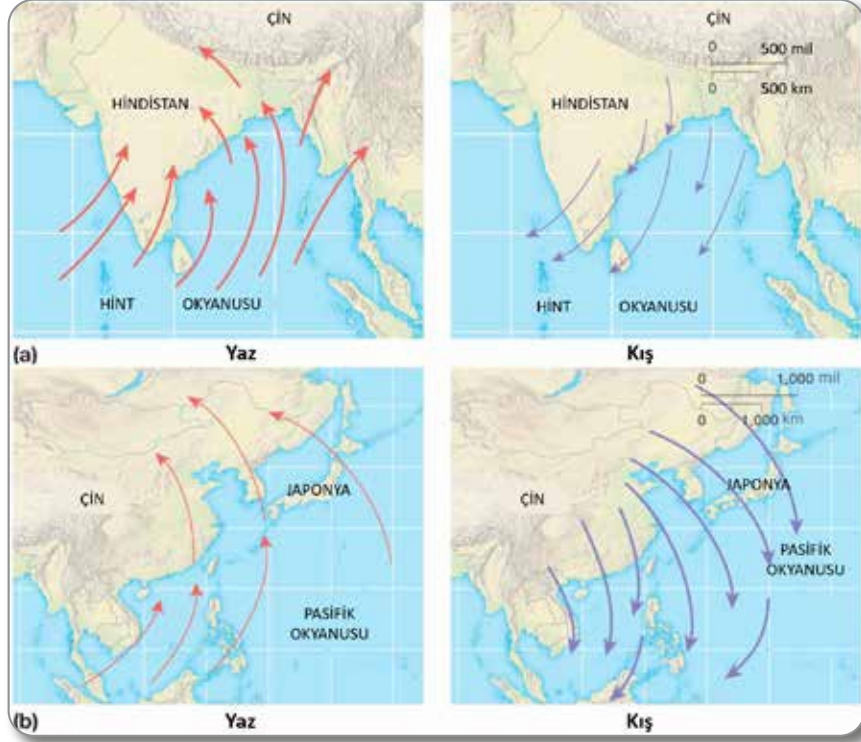 ÇİN
HİNDİSTAN
HİNT OKYANUSU
(a)
Yaz
ÇİN
0 500 mil
0 500 km
HİNDİSTAN
HİNT OKYANUSU
Kış
ÇİN
JAPONYA
PASİFİK
OKYANUSU
(b)
Yaz
0 1,000 mil
0 1,000 km
ÇİN
JAPONYA
PASİFİK
OKYANUSU
Kış